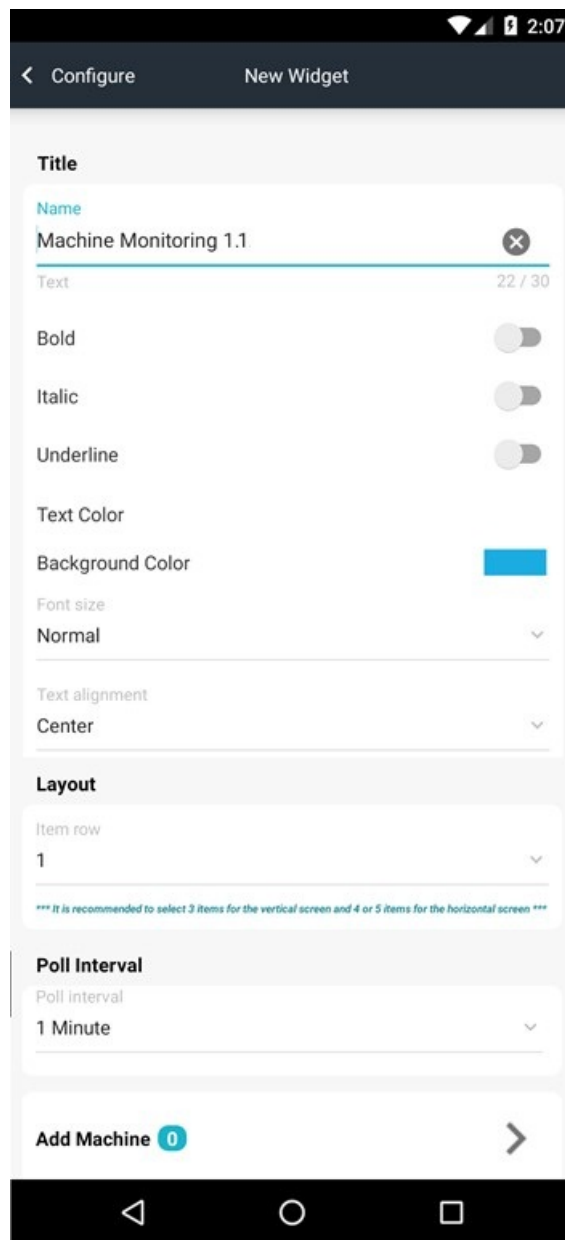 2:07
Configure New Widget
Title
Name
Machine Monitoring 1.1
Text 22 / 30
Bold
Italic
Underline
Text Color
Background Color
Font size
Normal
Text alignment
Center
Layout
Item row
1
*** It is recommended to select 3 items for the vertical screen and 4 or 5 items for the horizontal screen ***
Poll Interval
Poll interval
1 Minute
Add Machine 0